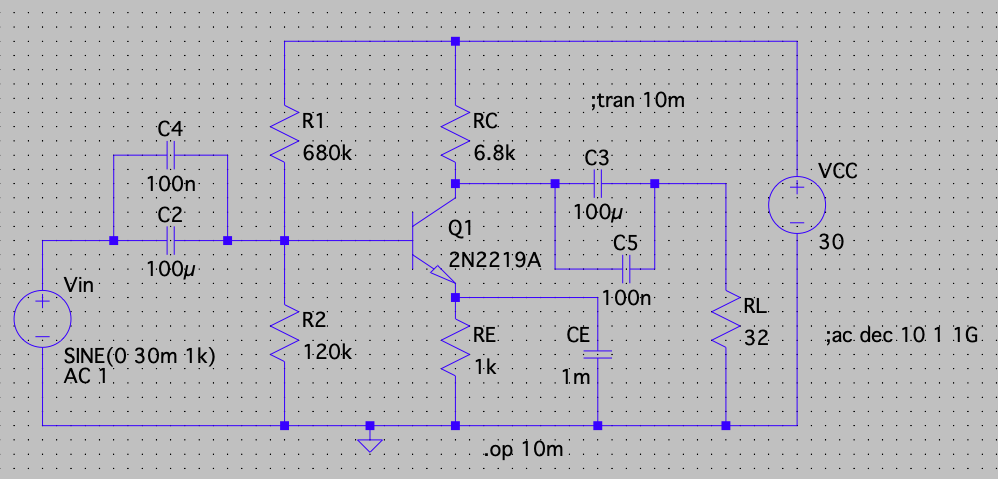 ;tran 10m
R1
680k
RC
6.8k
C4
100n
C3
100µ
VCC
30
C2
100µ
Q1
2N2219A
C5
100n
Vin
SINE(0 30m 1k)
AC 1
R2
120k
RE
1k
CE
1m
RL
32
;ac dec 10 1 1G
.op 10m